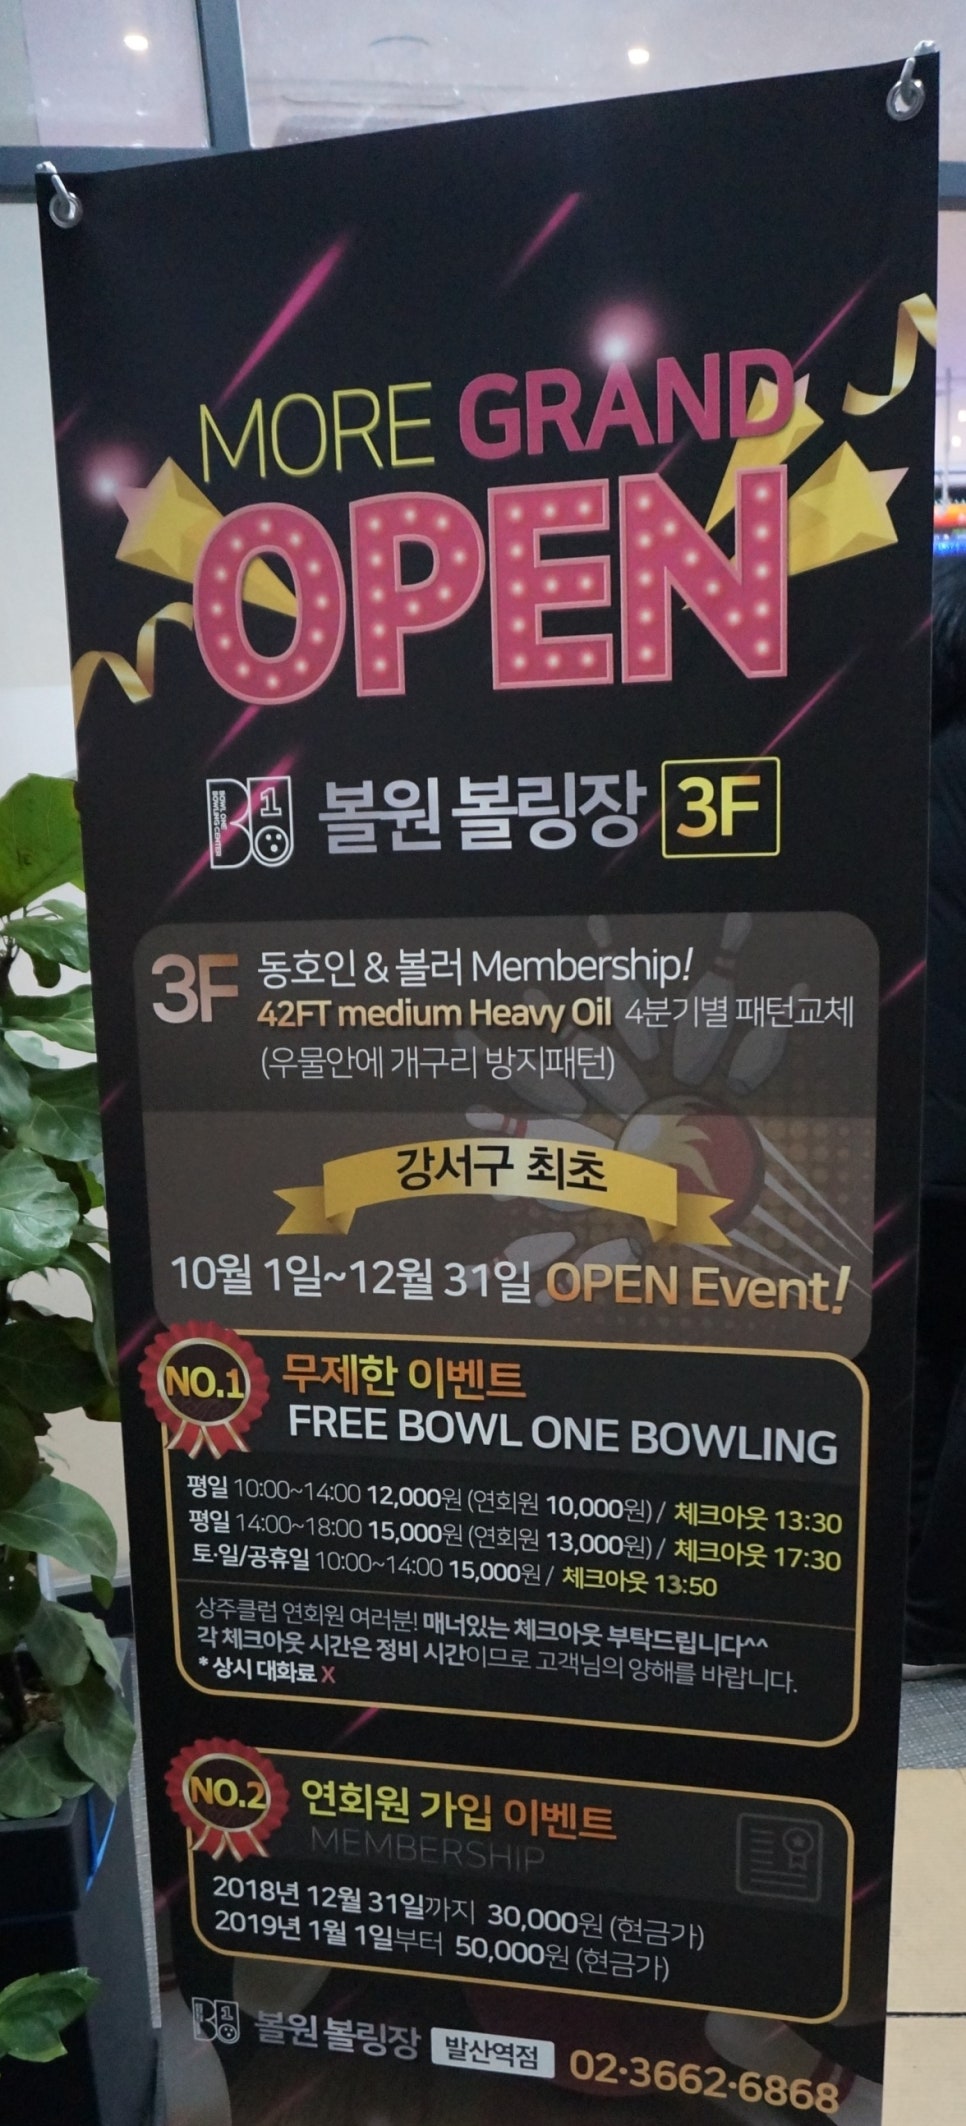 MORE GRAND
OPEN
BOWL ONE
BOWLING CENTER
1
볼원 볼링장 3F
3F 동호인 & 볼러 Membership!
42FT medium Heavy Oil 4분기별 패턴교체
(우물안에 개구리 방지패턴)
강서구 최초
10월 1일~12월 31일 OPEN Event!
NO.1 무제한 이벤트
FREE BOWL ONE BOWLING
평일 10:00~14:00 12,000원 (연회원 10,000원) / 체크아웃 13:30
평일 14:00~18:00 15,000원 (연회원 13,000원) / 체크아웃 17:30
토·일/공휴일 10:00~14:00 15,000원 / 체크아웃 13:50
상주클럽 연회원 여러분! 매너있는 체크아웃 부탁드립니다^^
각 체크아웃 시간은 정비 시간이므로 고객님의 양해를 바랍니다.
* 상시 대화료 X
NO.2 연회원 가입 이벤트
MEMBERSHIP
2018년 12월 31일까지 30,000원 (현금가)
2019년 1월 1일부터 50,000원 (현금가)
볼원 볼링장 발산역점 02·3662·6868